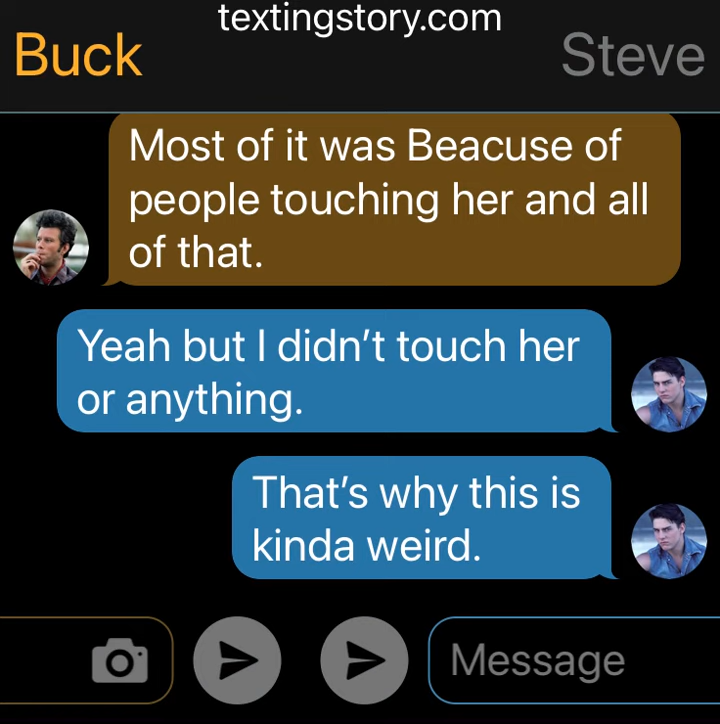 textingstory.com
Buck
Steve
Most of it was Beacuse of
people touching her and all
of that.
Yeah but I didn’t touch her
or anything.
That’s why this is
kinda weird.
Message